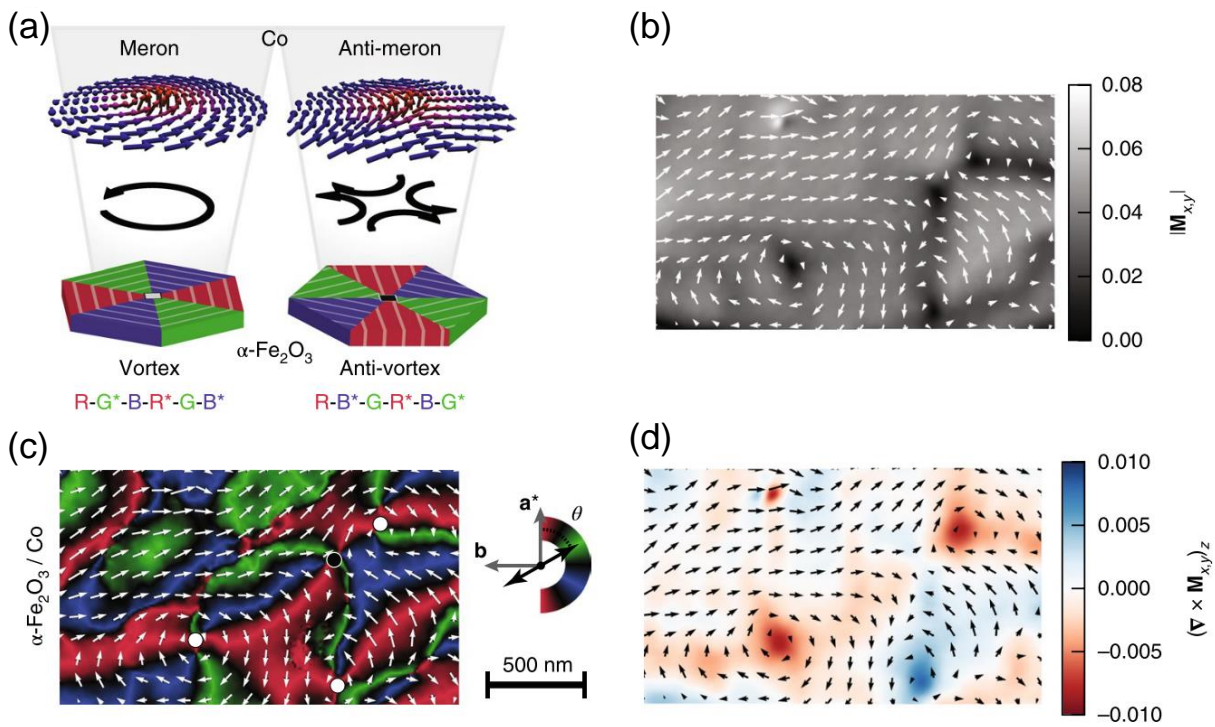 (a)
Co
Meron
Anti-meron
α-Fe₂O₃
Vortex
Anti-vortex
R-G*-B-R*-G-B*
R-B*-G-R*-B-G*
(b)
0.08
0.06
0.04
0.02
0.00
|Mx,y|
(c)
α-Fe₂O₃ / Co
a*
θ
b
500 nm
(d)
0.010
0.005
0.000
–0.005
–0.010
(∇ × Mx,y)z